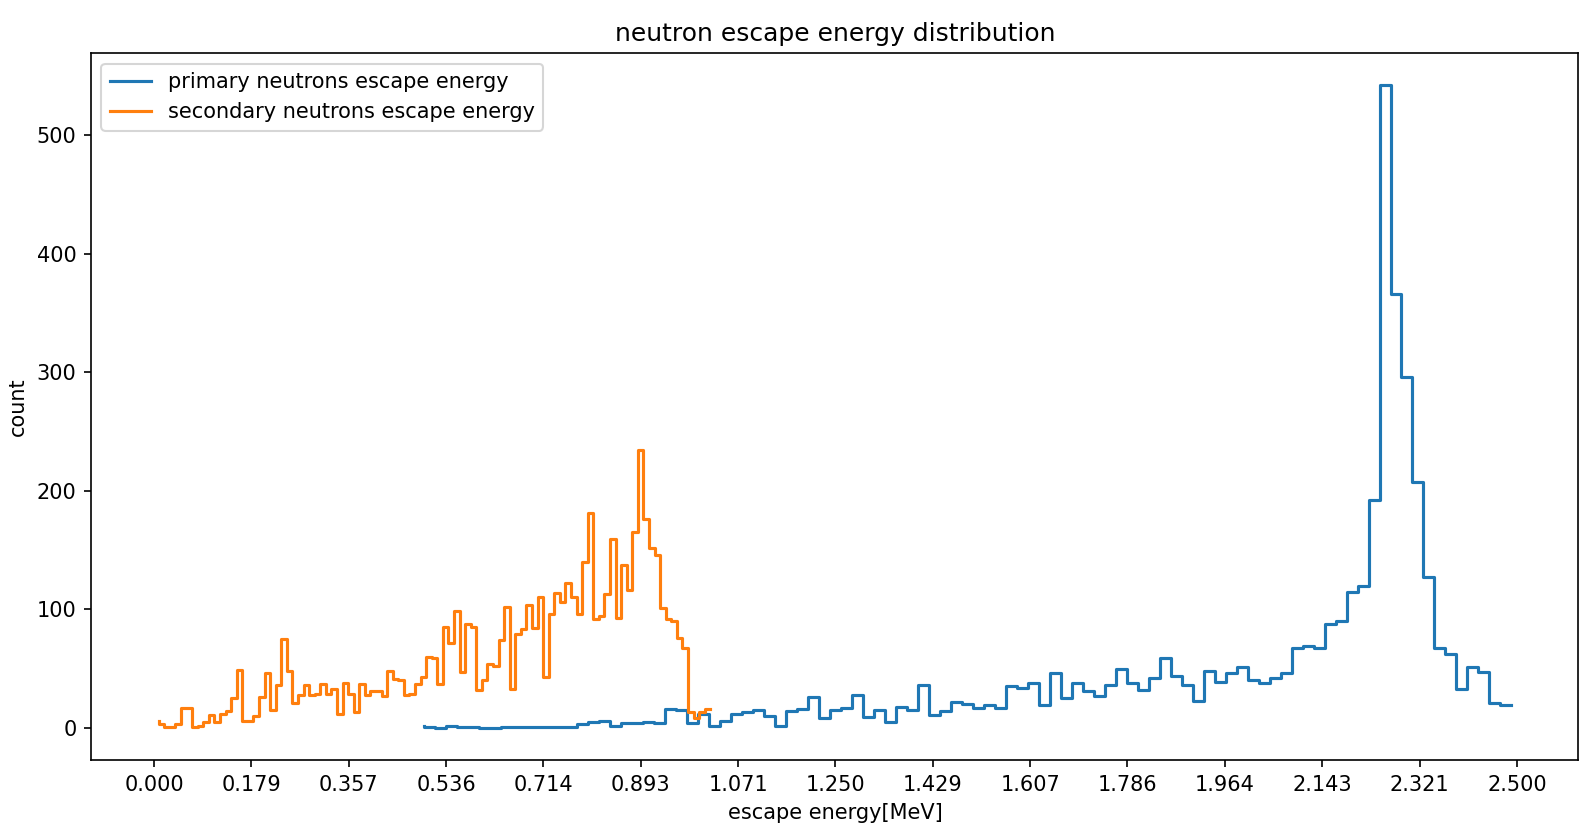 neutron escape energy distribution
primary neutrons escape energy
secondary neutrons escape energy
500
400
300
200
100
0
count
0.000 0.179 0.357 0.536 0.714 0.893 1.071 1.250 1.429 1.607 1.786 1.964 2.143 2.321 2.500
escape energy[MeV]